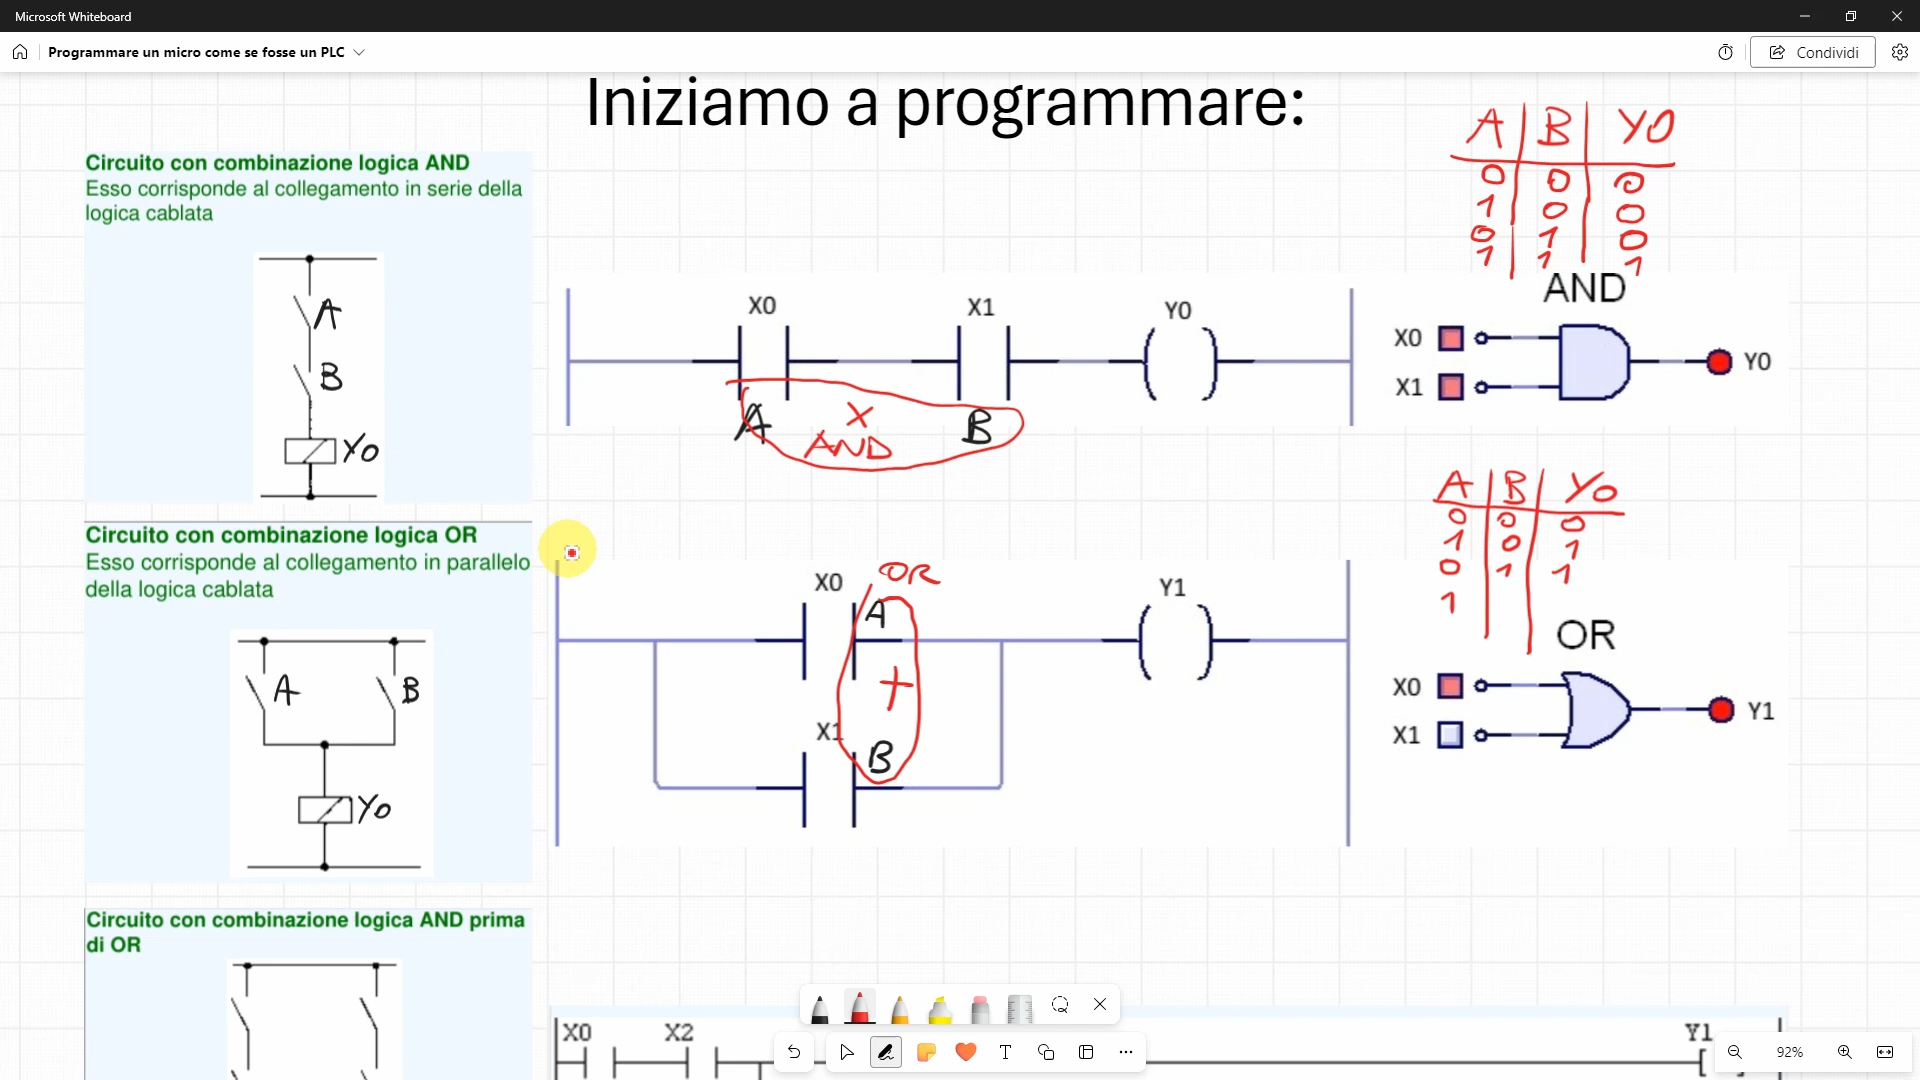 Microsoft Whiteboard
Programmare un micro come se fosse un PLC
Condividi
Iniziamo a programmare:
Circuito con combinazione logica AND
Esso corrisponde al collegamento in serie della
logica cablata
A
B
Y0
X0 X1 Y0
A X B
AND
A B Y0
0 0 0
1 0 0
0 1 0
1 1 1
AND
X0
X1
Y0
Circuito con combinazione logica OR
Esso corrisponde al collegamento in parallelo
della logica cablata
A B
Y0
OR
X0 Y1
A
+
X1
B
A B Y0
0 0 0
1 0 1
0 1 1
1
OR
X0
X1
Y1
Circuito con combinazione logica AND prima
di OR
X0 X2 Y1
T
92%